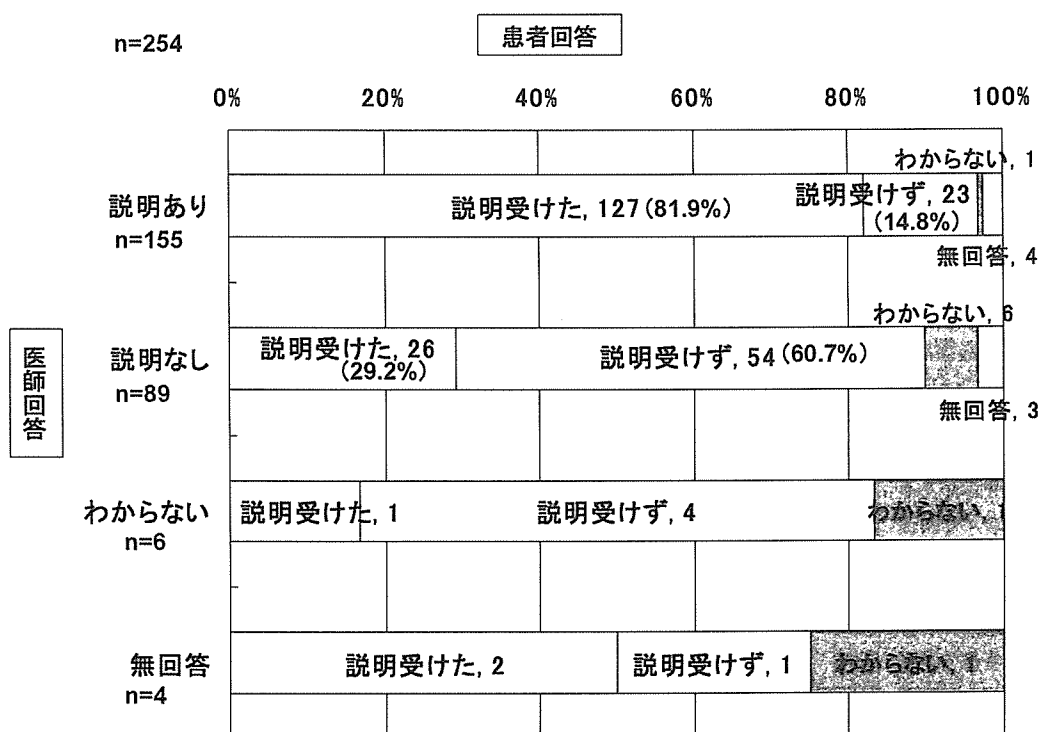 n=254
患者回答
0% 20% 40% 60% 80% 100%
わからない, 1
説明あり
n=155
説明受けた, 127(81.9%)
説明受けず, 23
(14.8%)
無回答, 4
わからない, 6
医師回答
説明なし
n=89
説明受けた, 26
(29.2%)
説明受けず, 54(60.7%)
無回答, 3
わからない
n=6
説明受けた, 1
説明受けず, 4
わからない, 1
無回答
n=4
説明受けた, 2
説明受けず, 1
わからない, 1